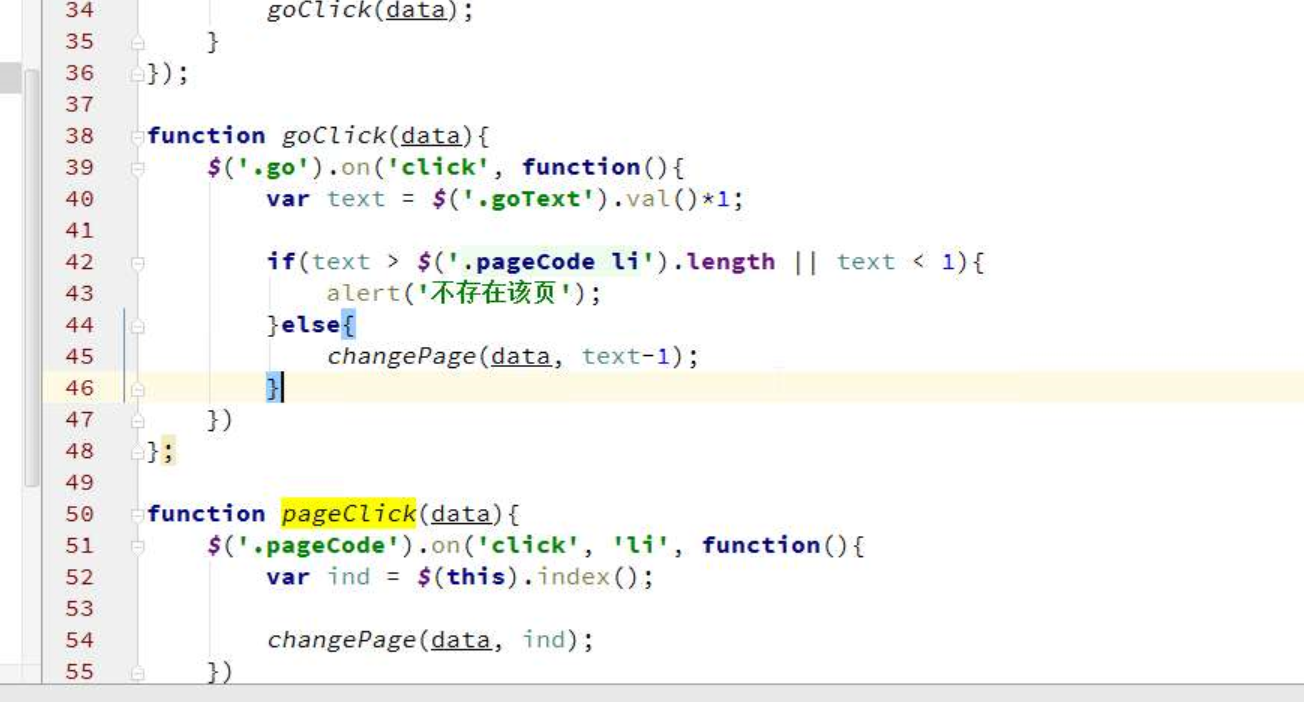 34 goClick(data);
35 }
36 });
37
38 function goClick(data){
39 $('.go').on('click', function(){
40 var text = $('.goText').val()*1;
41
42 if(text > $('.pageCode li').length || text < 1){
43 alert('不存在该页');
44 }else{
45 changePage(data, text-1);
46 }
47 })
48 };
49
50 function pageClick(data){
51 $('.pageCode').on('click', 'li', function(){
52 var ind = $(this).index();
53
54 changePage(data, ind);
55 })